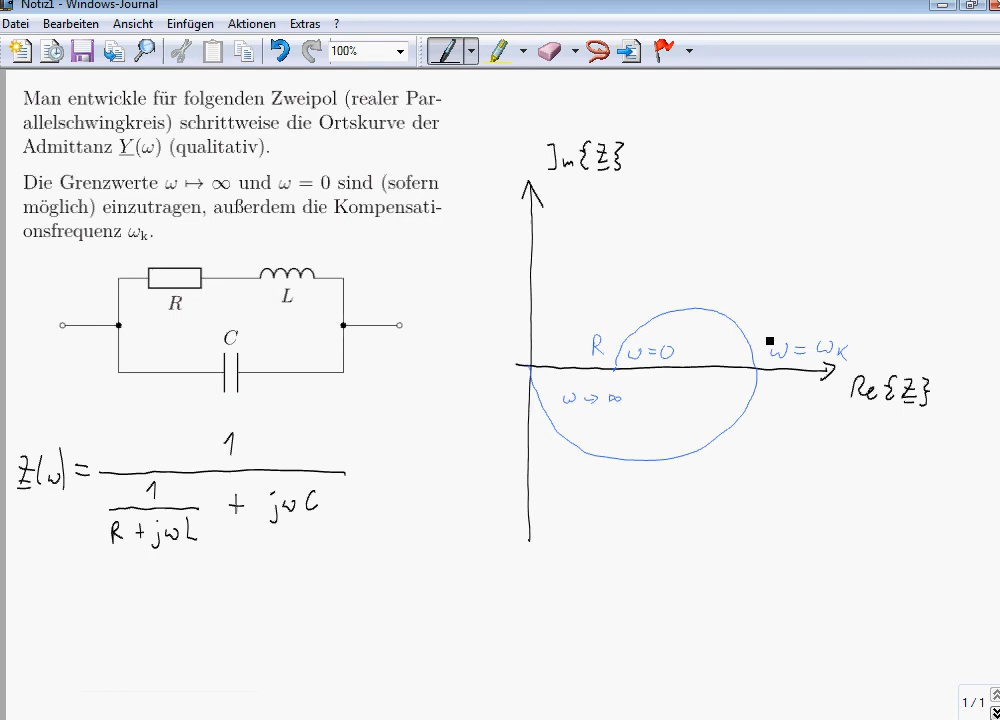 Notiz1 - Windows-Journal
Datei Bearbeiten Ansicht Einfügen Aktionen Extras ?
100%
Man entwickle für folgenden Zweipol (realer Par-
allelschwingkreis) schrittweise die Ortskurve der
Admittanz Y(ω) (qualitativ).
Die Grenzwerte ω ↦ ∞ und ω = 0 sind (sofern
möglich) einzutragen, außerdem die Kompensati-
onsfrequenz ωk.
R
L
C
Z(ω) = 1 / (1 / (R + jωL) + jωC)
Im{Z}
R ω=0
ω = ωK
ω → ∞
Re{Z}
1 / 1